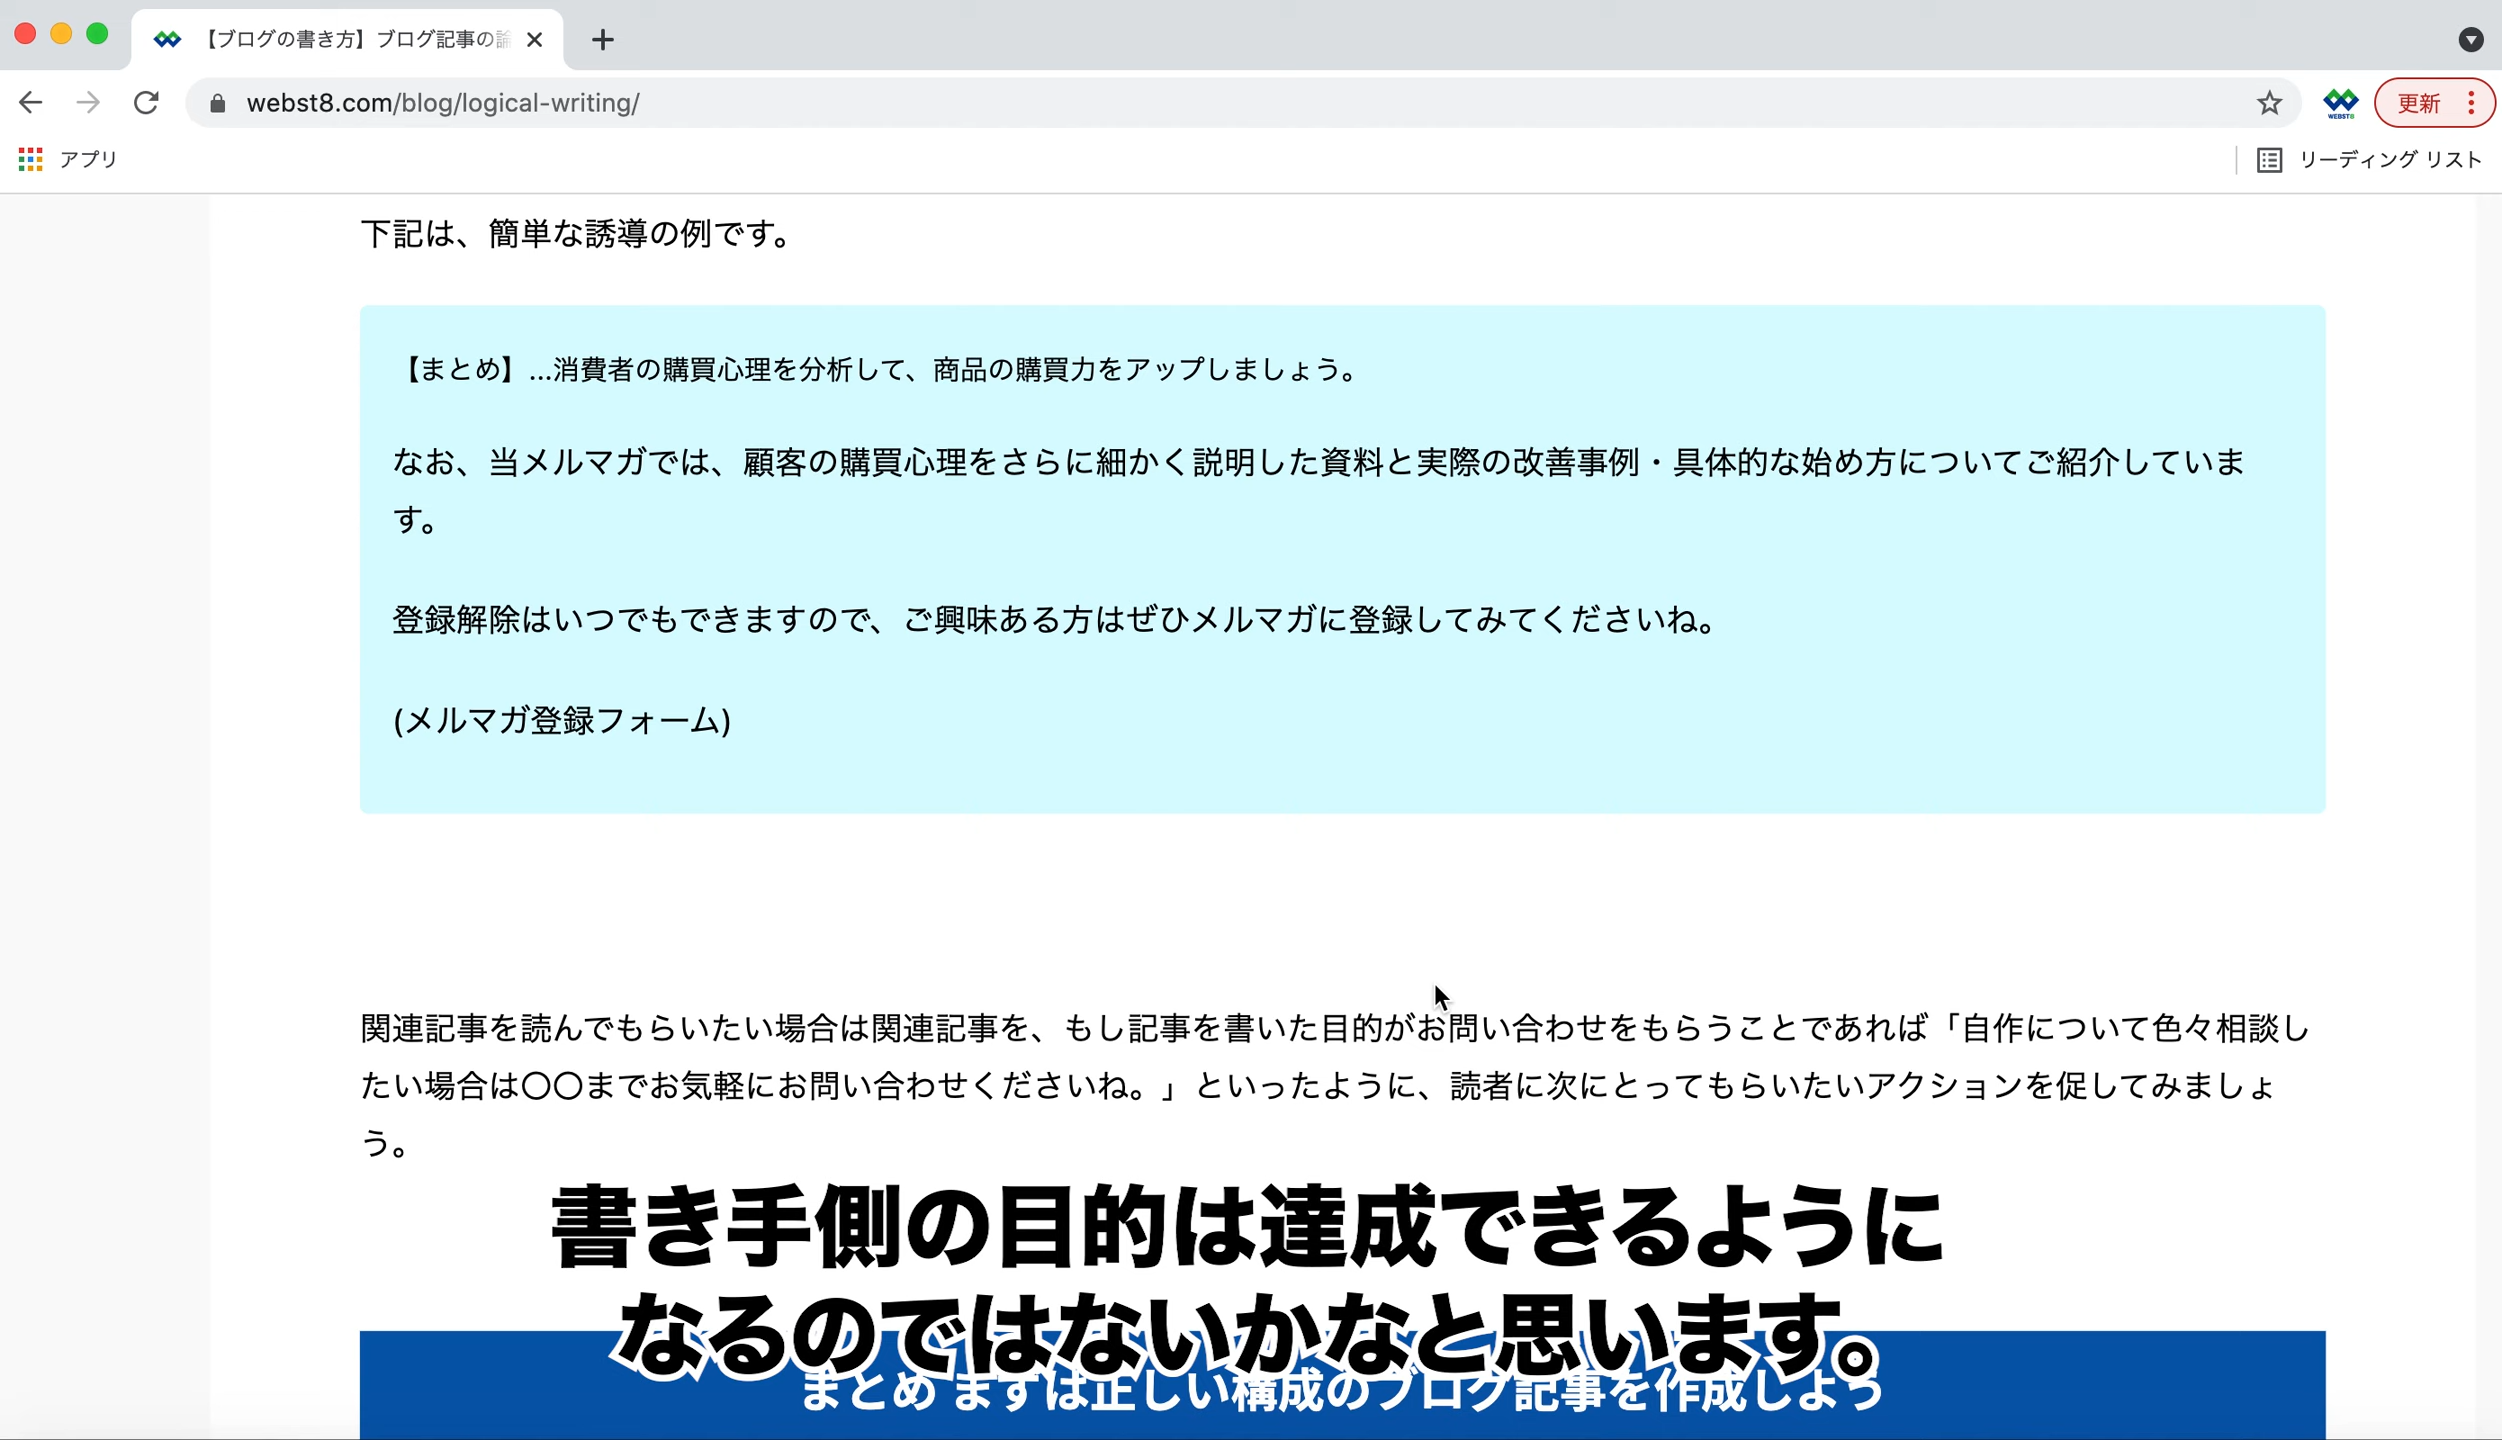 【ブログの書き方】ブログ記事の論
webst8.com/blog/logical-writing/
WEBST8
更新
アプリ
リーディング リスト
下記は、簡単な誘導の例です。
【まとめ】…消費者の購買心理を分析して、商品の購買力をアップしましょう。
なお、当メルマガでは、顧客の購買心理をさらに細かく説明した資料と実際の改善事例・具体的な始め方についてご紹介していま
す。
登録解除はいつでもできますので、ご興味ある方はぜひメルマガに登録してみてくださいね。
(メルマガ登録フォーム)
関連記事を読んでもらいたい場合は関連記事を、もし記事を書いた目的がお問い合わせをもらうことであれば「自作について色々相談し
たい場合は〇〇までお気軽にお問い合わせくださいね。」といったように、読者に次にとってもらいたいアクションを促してみましょ
う。
書き手側の目的は達成できるように
なるのではないかなと思います。
まとめ まずは正しい構成のブログ記事を作成しよう